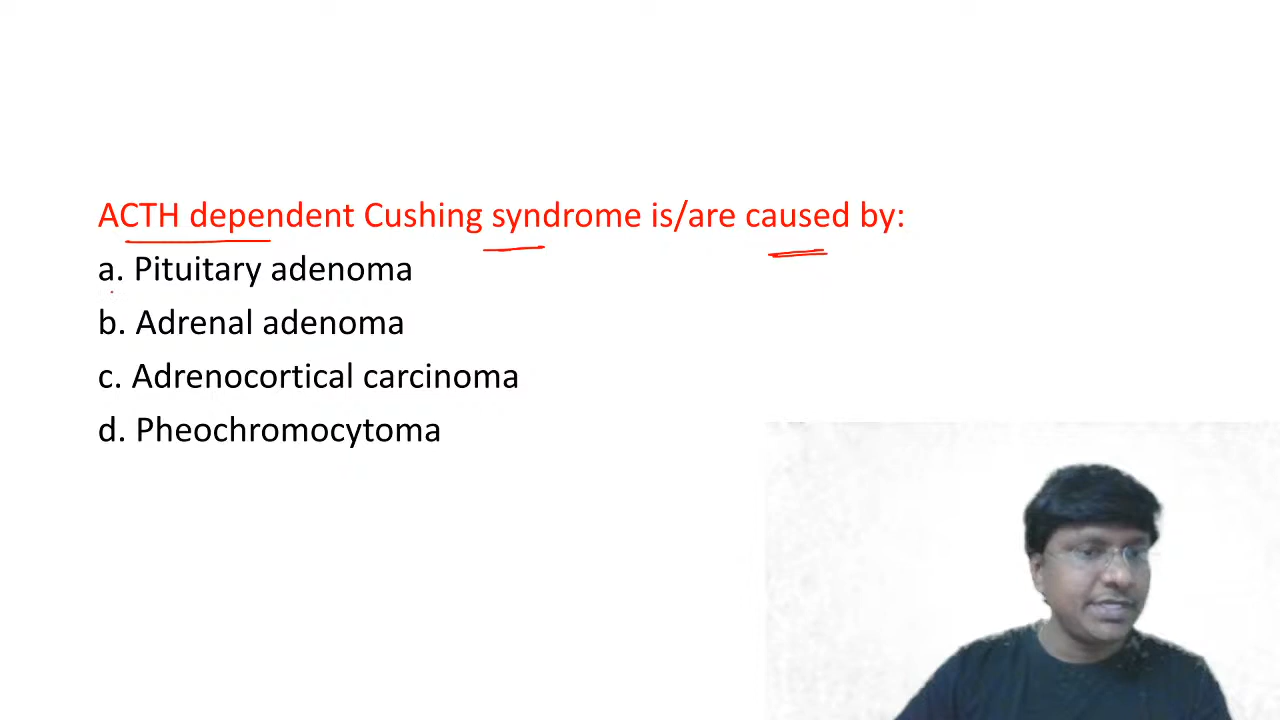 ACTH dependent Cushing syndrome is/are caused by:
a. Pituitary adenoma
b. Adrenal adenoma
c. Adrenocortical carcinoma
d. Pheochromocytoma